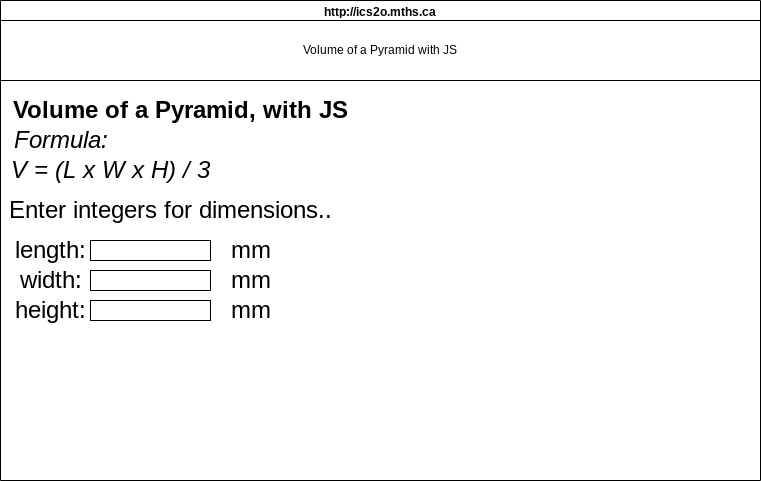 http://ics2o.mths.ca
Volume of a Pyramid with JS
Volume of a Pyramid, with JS
Formula:
V = (L x W x H) / 3
Enter integers for dimensions..
length: mm
width: mm
height: mm